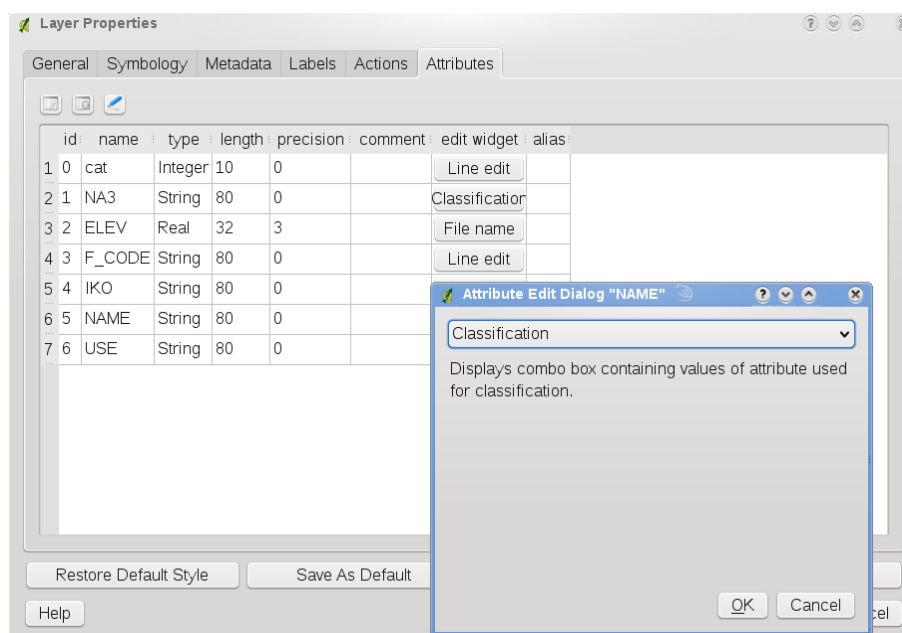 Layer Properties
General Symbology Metadata Labels Actions Attributes
id name type length precision comment edit widget alias
1 0 cat Integer 10 0 Line edit
2 1 NA3 String 80 0 Classification
3 2 ELEV Real 32 3 File name
4 3 F_CODE String 80 0 Line edit
5 4 IKO String 80 0
6 5 NAME String 80 0
7 6 USE String 80 0
Attribute Edit Dialog "NAME"
Classification
Displays combo box containing values of attribute used
for classification.
OK Cancel
Restore Default Style Save As Default
Help cel